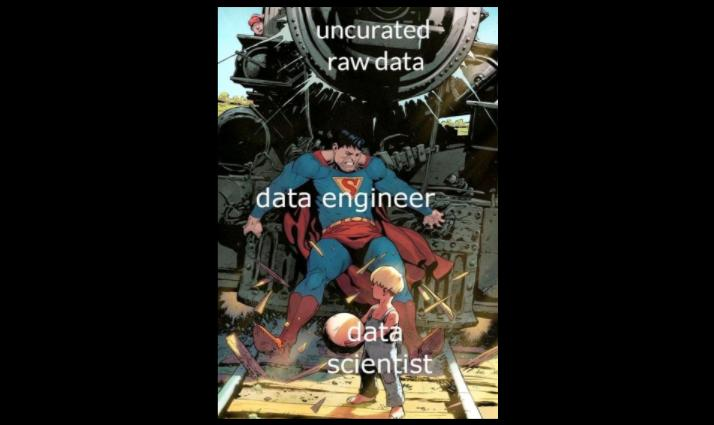 uncurated
raw data
data engineer
data
scientist